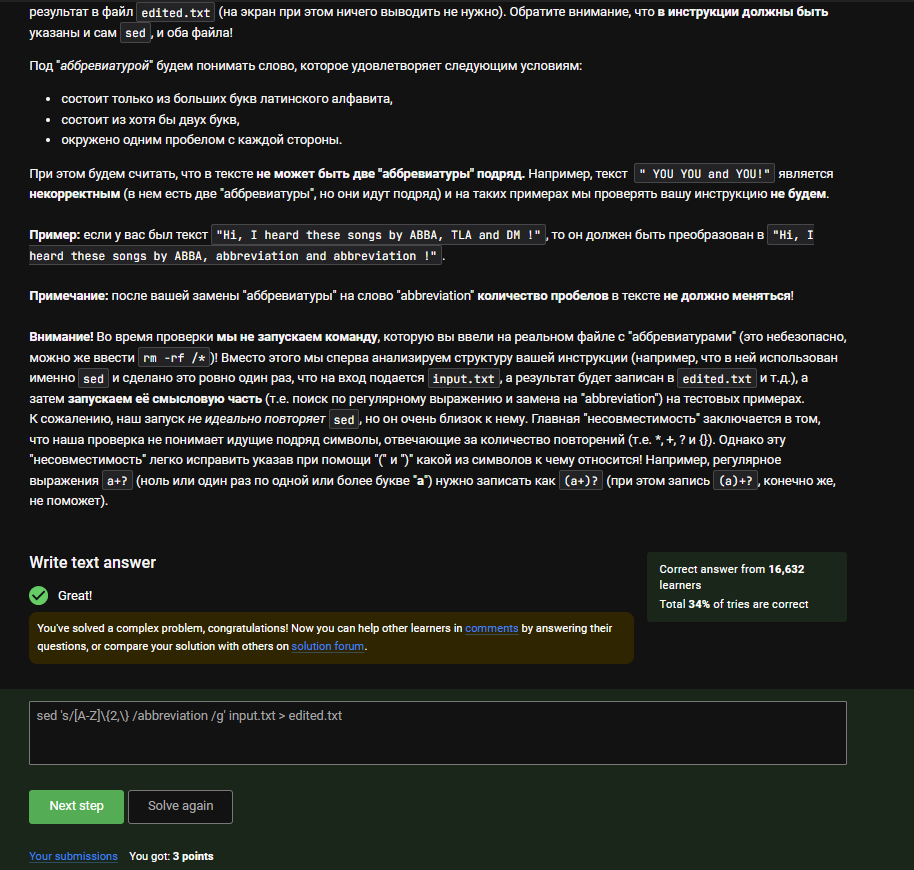 результат в файл edited.txt (на экран при этом ничего выводить не нужно). Обратите внимание, что в инструкции должны быть
указаны и сам sed, и оба файла!
Под "аббревиатурой" будем понимать слово, которое удовлетворяет следующим условиям:
• состоит только из больших букв латинского алфавита,
• состоит из хотя бы двух букв,
• окружено одним пробелом с каждой стороны.
При этом будем считать, что в тексте не может быть две "аббревиатуры" подряд. Например, текст " YOU YOU and YOU!" является
некорректным (в нем есть две "аббревиатуры", но они идут подряд) и на таких примерах мы проверять вашу инструкцию не будем.
Пример: если у вас был текст "Hi, I heard these songs by ABBA, TLA and DM !", то он должен быть преобразован в "Hi, I
heard these songs by ABBA, abbreviation and abbreviation !".
Примечание: после вашей замены "аббревиатуры" на слово "abbreviation" количество пробелов в тексте не должно меняться!
Внимание! Во время проверки мы не запускаем команду, которую вы ввели на реальном файле с "аббревиатурами" (это небезопасно,
можно же ввести rm -rf /*)! Вместо этого мы сперва анализируем структуру вашей инструкции (например, что в ней использован
именно sed и сделано это ровно один раз, что на вход подается input.txt, а результат будет записан в edited.txt и т.д.), а
затем запускаем её смысловую часть (т.е. поиск по регулярному выражению и замена на "abbreviation") на тестовых примерах.
К сожалению, наш запуск не идеально повторяет sed, но он очень близок к нему. Главная "несовместимость" заключается в том,
что наша проверка не понимает идущие подряд символы, отвечающие за количество повторений (т.е. *, +, ? и {}). Однако эту
"несовместимость" легко исправить указав при помощи "(" и ")" какой из символов к чему относится! Например, регулярное
выражения a+? (ноль или один раз по одной или более букве "a") нужно записать как (a+)? (при этом запись (a)+?, конечно же,
не поможет).
Write text answer
Great!
You've solved a complex problem, congratulations! Now you can help other learners in comments by answering their
questions, or compare your solution with others on solution forum.
Correct answer from 16,632
learners
Total 34% of tries are correct
sed 's/[A-Z]\{2,\} /abbreviation /g' input.txt > edited.txt
Next step
Solve again
Your submissions You got: 3 points